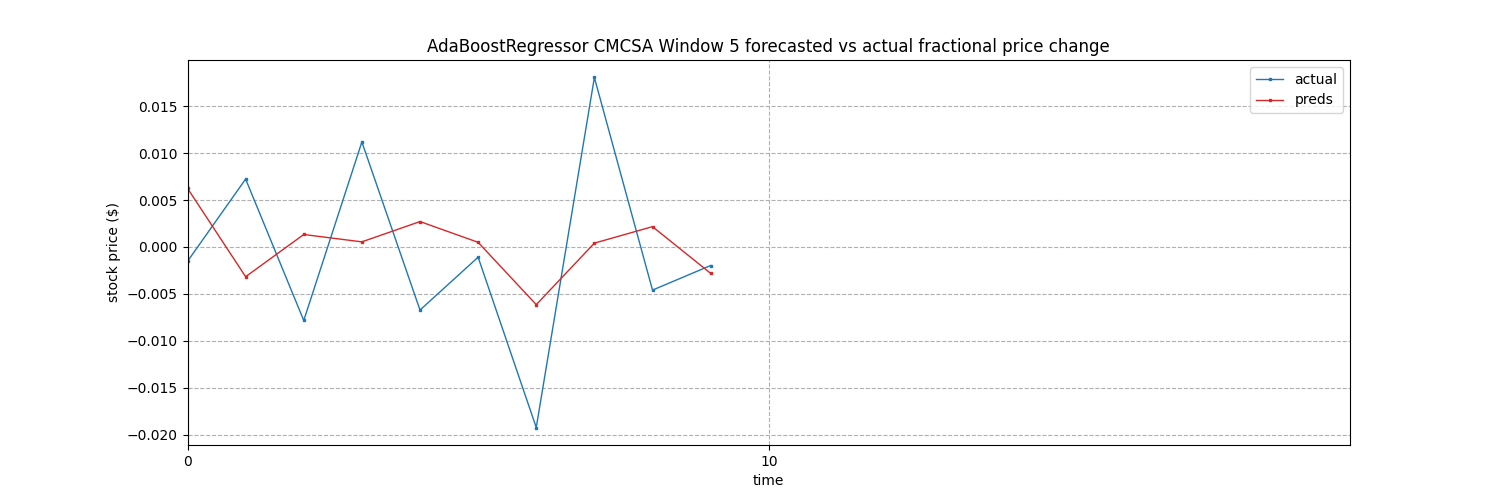 AdaBoostRegressor CMCSA Window 5 forecasted vs actual fractional price change
actual
preds
0.015
0.010
0.005
0.000
−0.005
−0.010
−0.015
−0.020
stock price ($)
0
10
time